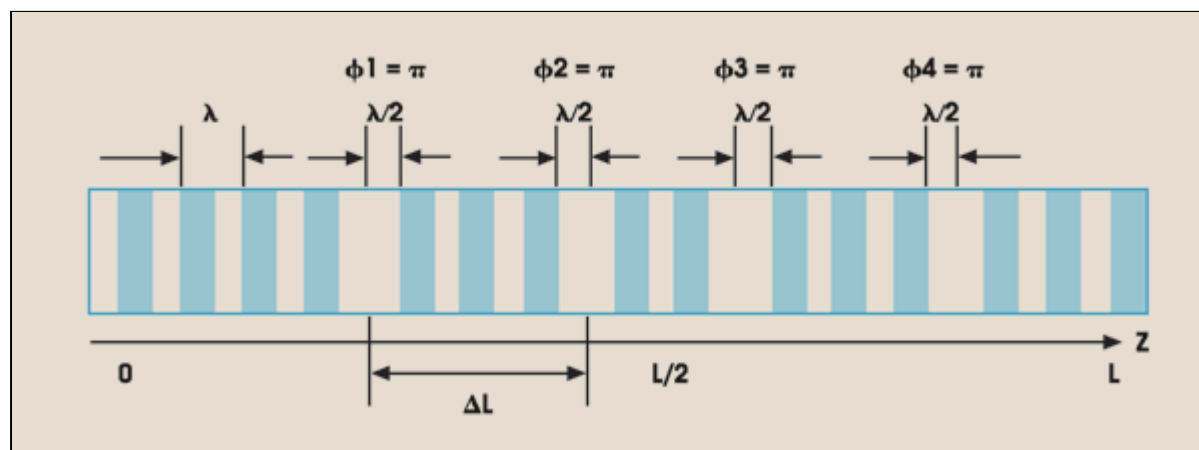 ϕ1 = π ϕ2 = π ϕ3 = π ϕ4 = π
λ λ/2 λ/2 λ/2 λ/2
Z
0 L/2 L
ΔL